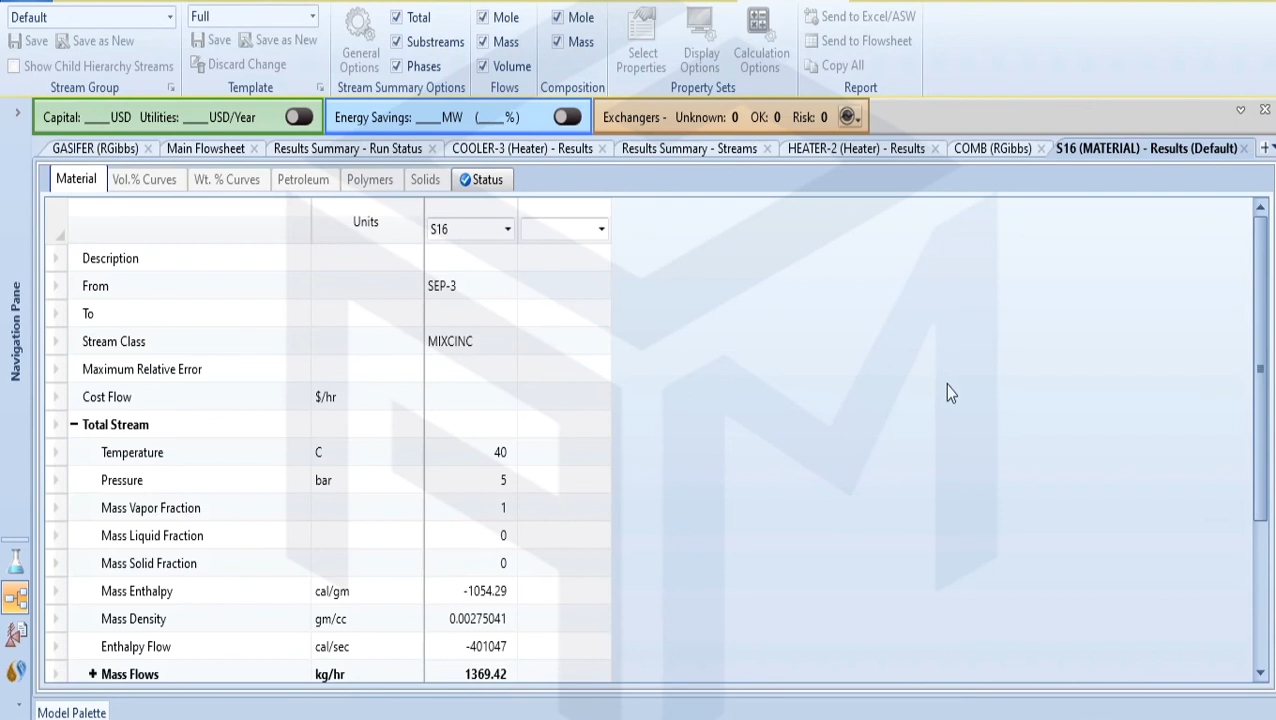 Default Full Total Mole Mole Send to Excel/ASW
Save Save as New Save Save as New General Options Substreams Mass Mass Select Properties Display Options Calculation Options Send to Flowsheet
Show Child Hierarchy Streams Discard Change Phases Volume Copy All
Stream Group Template Stream Summary Options Flows Composition Property Sets Report
Capital: ____USD Utilities: ____USD/Year Energy Savings: ____MW (____%) Exchangers - Unknown: 0 OK: 0 Risk: 0
GASIFER (RGibbs) Main Flowsheet Results Summary - Run Status COOLER-3 (Heater) - Results Results Summary - Streams HEATER-2 (Heater) - Results COMB (RGibbs) S16 (MATERIAL) - Results (Default)
Material Vol.% Curves Wt. % Curves Petroleum Polymers Solids Status
Units S16
Description
From SEP-3
To
Stream Class MIXCINC
Maximum Relative Error
Cost Flow $/hr
Total Stream
Temperature C 40
Pressure bar 5
Mass Vapor Fraction 1
Mass Liquid Fraction 0
Mass Solid Fraction 0
Mass Enthalpy cal/gm -1054.29
Mass Density gm/cc 0.00275041
Enthalpy Flow cal/sec -401047
Mass Flows kg/hr 1369.42
Navigation Pane
Model Palette